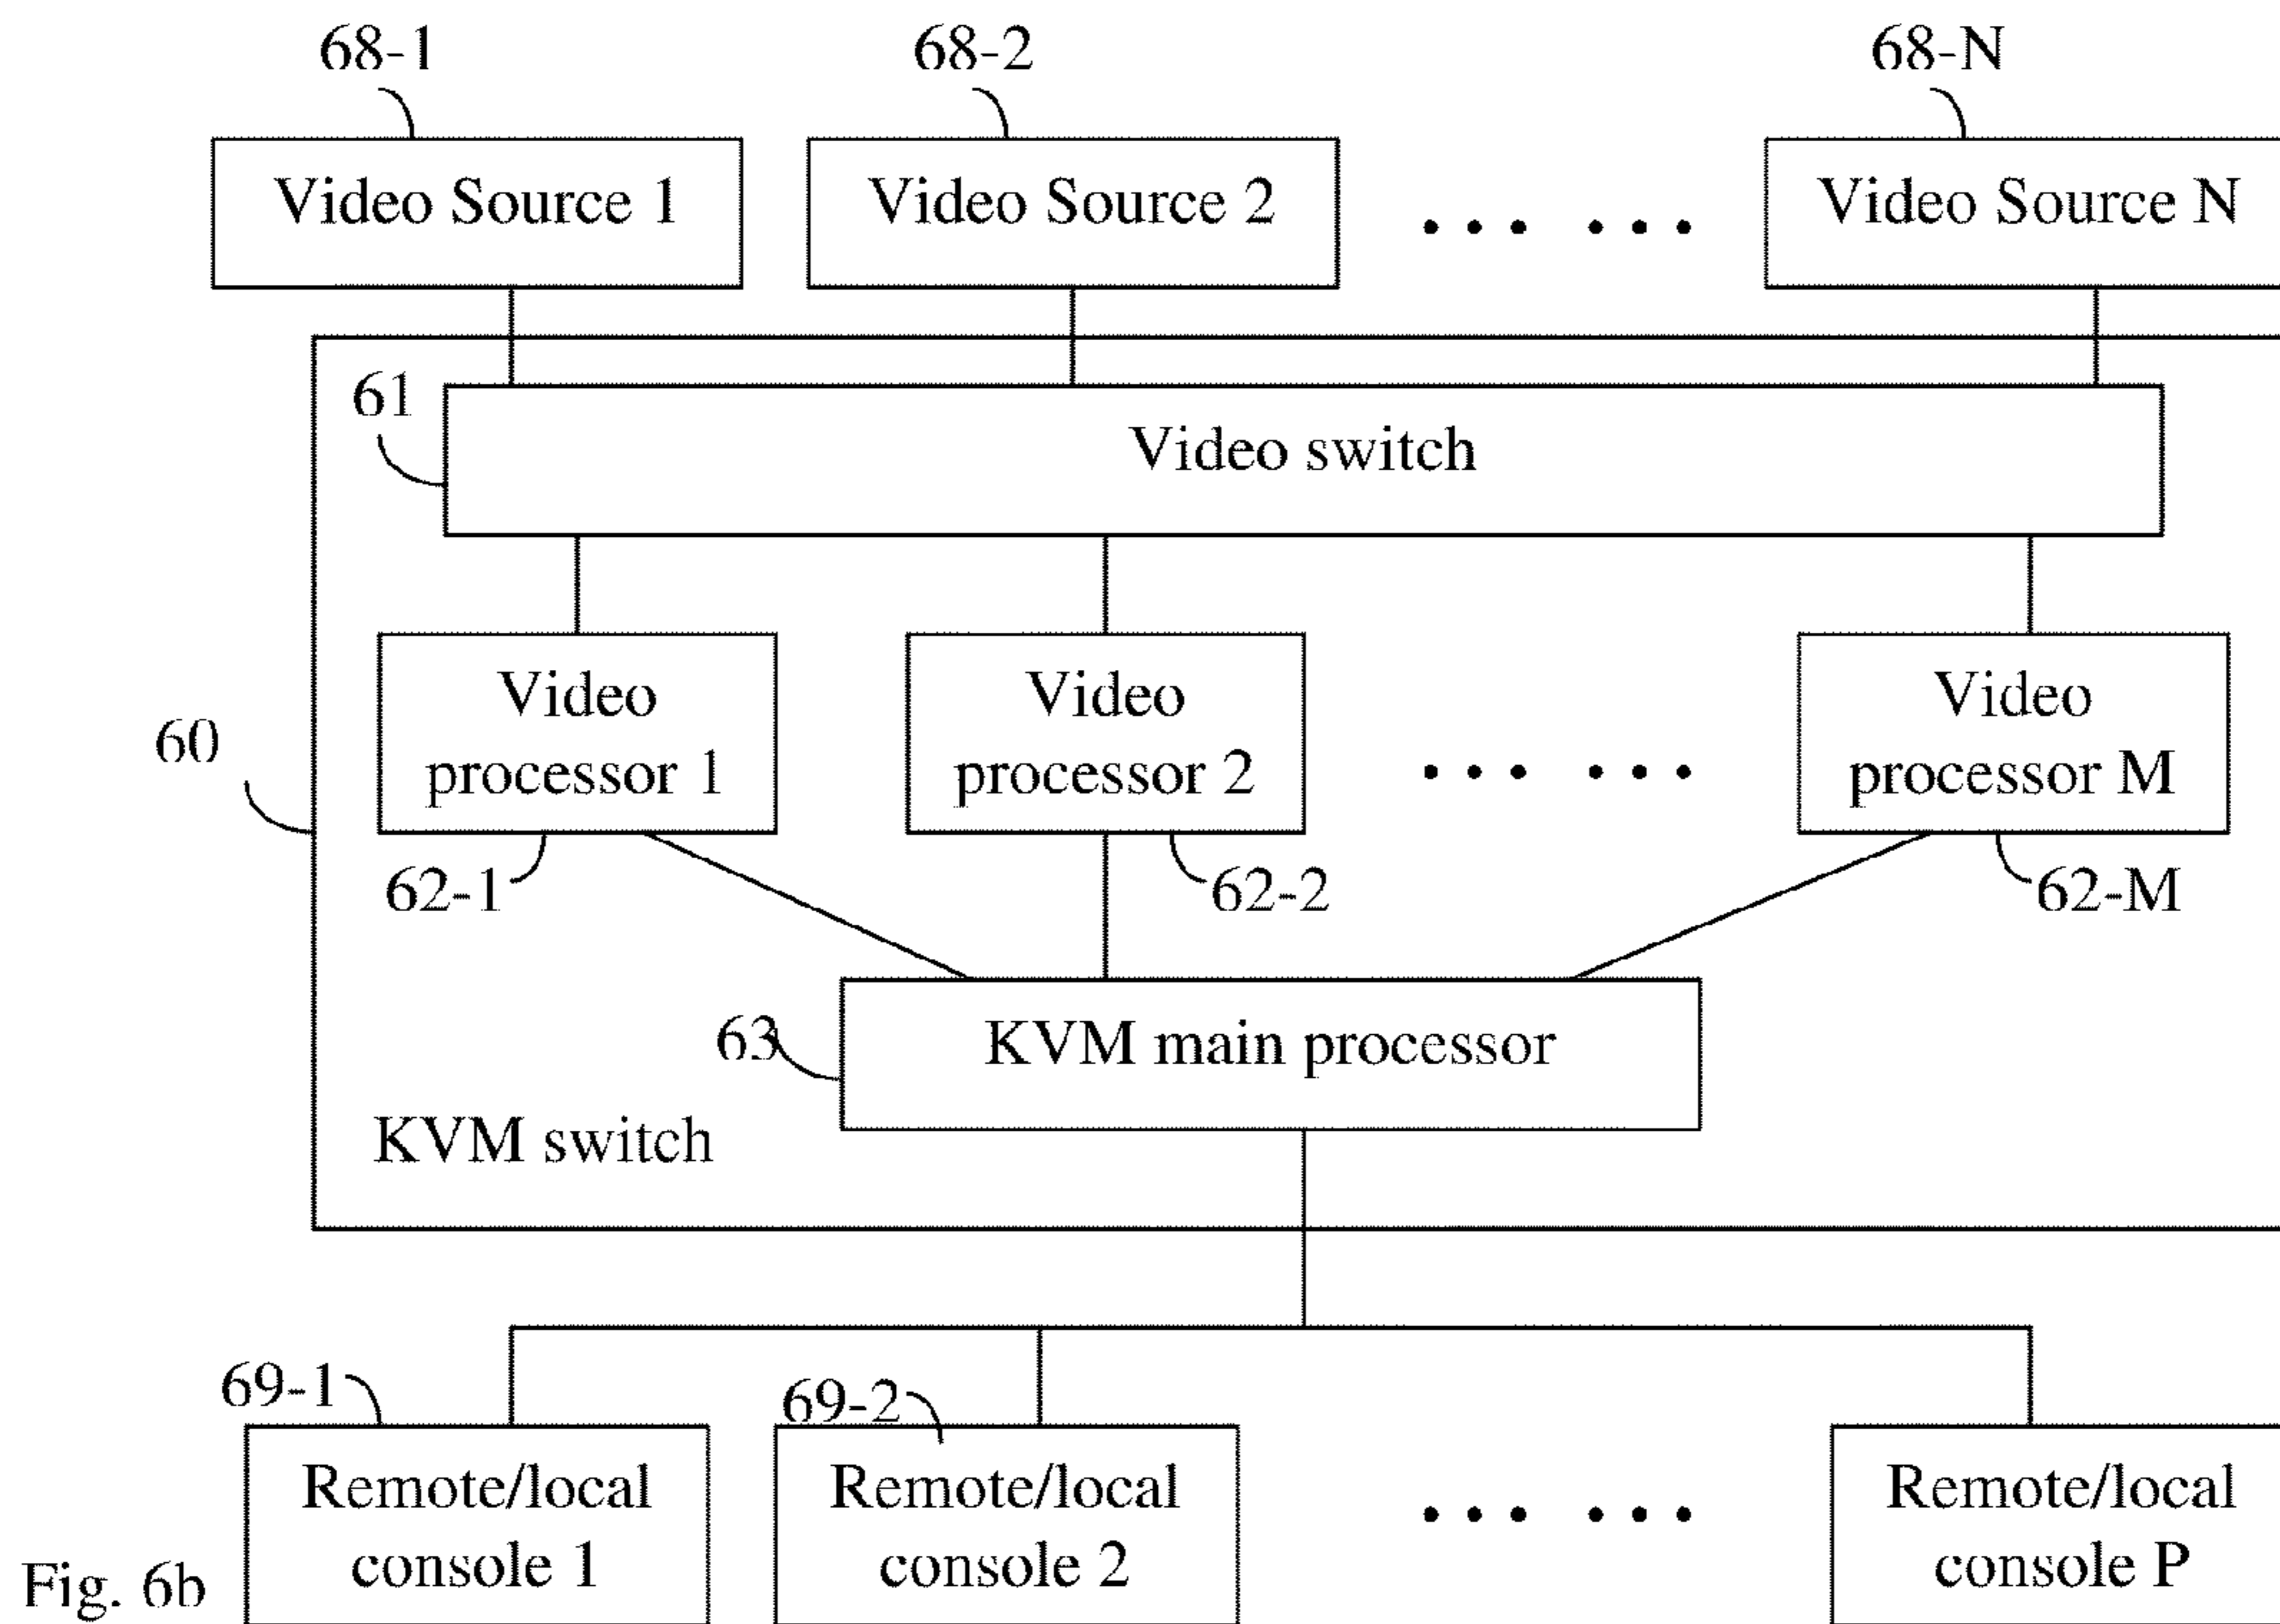 68-1
68-2
68-N
Video Source 1
Video Source 2
Video Source N
61
Video switch
60
Video
processor 1
Video
processor 2
Video
processor M
62-1
62-2
62-M
63
KVM main processor
KVM switch
69-1
69-2
Remote/local
console 1
Remote/local
console 2
Remote/local
console P
Fig. 6b